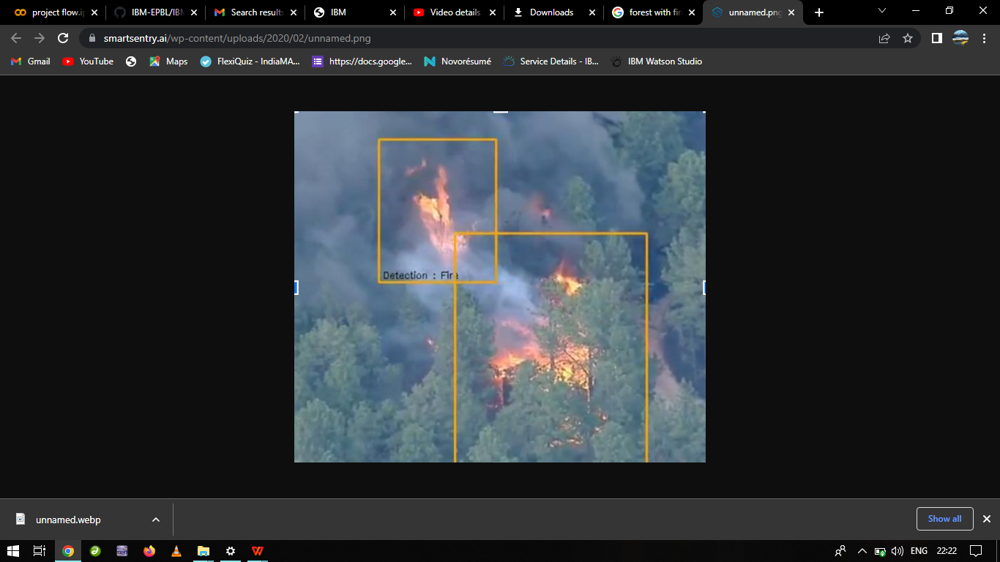 project flow.i
IBM-EPBL/IBM
Search results
IBM
Video details
Downloads
forest with fir
unnamed.png
smartsentry.ai/wp-content/uploads/2020/02/unnamed.png
Gmail
YouTube
Maps
FlexiQuiz - IndiaMA...
https://docs.google...
Novorésumé
Service Details - IB...
IBM Watson Studio
Detection : Fire
unnamed.webp
Show all
ENG
22:22